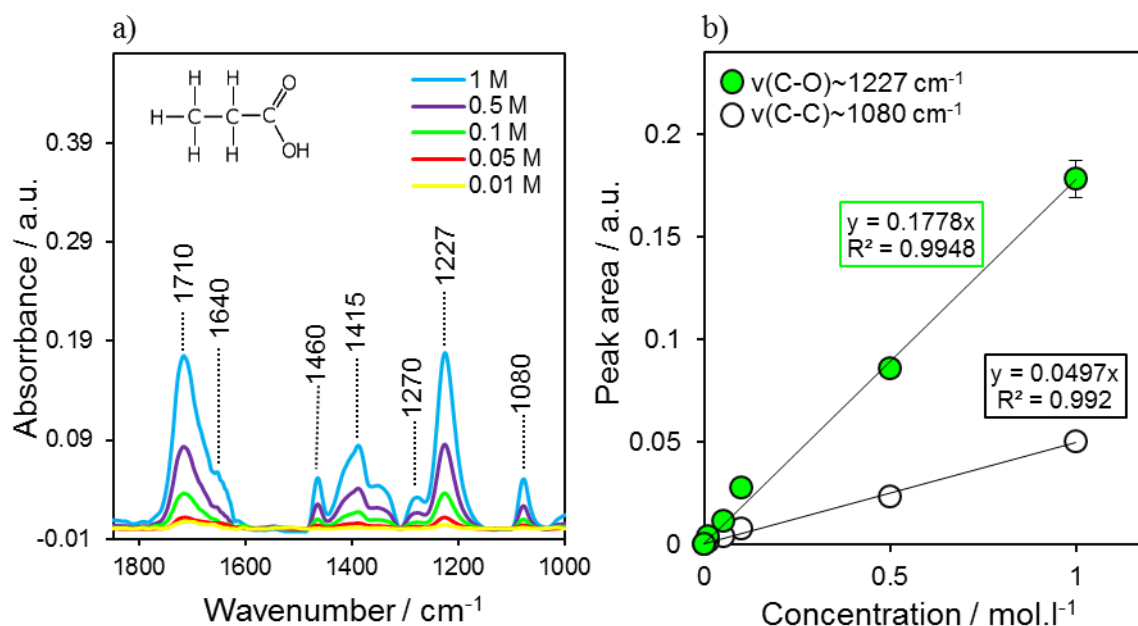 a)
Absorrbance / a.u.
0.39
0.29
0.19
0.09
-0.01
H H O
H C C C
H H OH
1 M
0.5 M
0.1 M
0.05 M
0.01 M
1710
1640
1460
1415
1270
1227
1080
1800 1600 1400 1200 1000
Wavenumber / cm⁻¹
b)
Peak area / a.u.
0.2
0.15
0.1
0.05
0
v(C-O)~1227 cm⁻¹
v(C-C)~1080 cm⁻¹
y = 0.1778x
R² = 0.9948
y = 0.0497x
R² = 0.992
0 0.5 1
Concentration / mol.l⁻¹